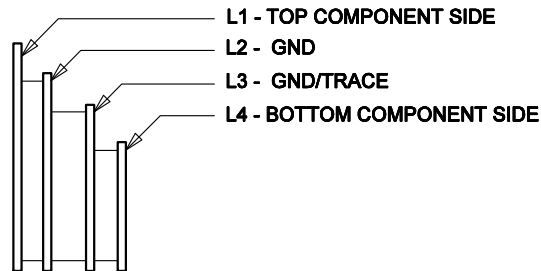 L1 - TOP COMPONENT SIDE
L2 - GND
L3 - GND/TRACE
L4 - BOTTOM COMPONENT SIDE